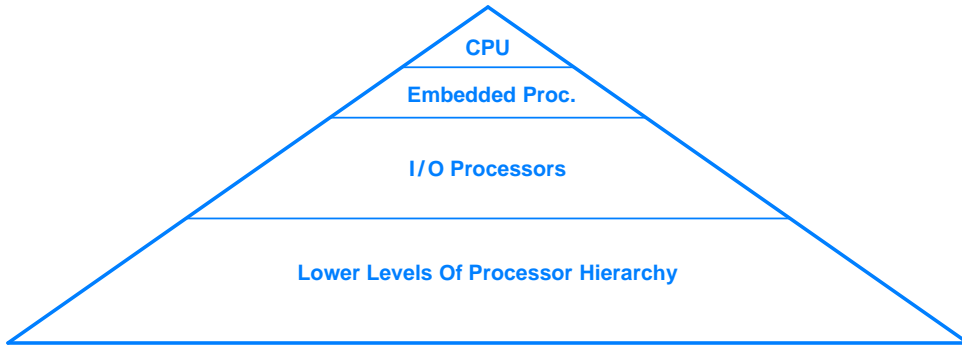 CPU
Embedded Proc.
I/O Processors
Lower Levels Of Processor Hierarchy